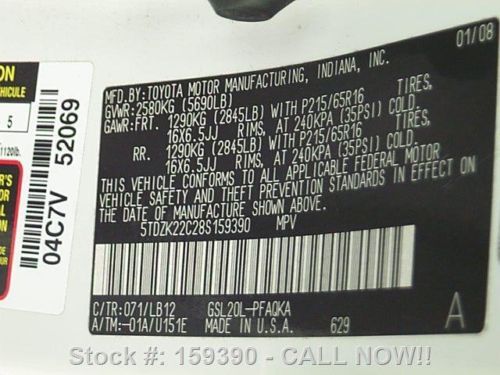 01/08
MFD. BY: TOYOTA MOTOR MANUFACTURING, INDIANA, INC.
GVWR: 2580KG (5690LB)
GAWR: FRT. 1290KG (2845LB) WITH P215/65R16 TIRES,
16X6.5JJ RIMS, AT 240KPA (35PSI) COLD.
RR. 1290KG (2845LB) WITH P215/65R16 TIRES,
16X6.5JJ RIMS, AT 240KPA (35PSI) COLD.
THIS VEHICLE CONFORMS TO ALL APPLICABLE FEDERAL MOTOR
VEHICLE SAFETY AND THEFT PREVENTION STANDARDS IN EFFECT ON
THE DATE OF MANUFACTURE SHOWN ABOVE.
5TDZK22C28S159390 MPV
C/TR: 071/LB12 GSL20L-PFAQKA
A/TM: -01A/U151E MADE IN U.S.A. 629
A
04C7V 52069
ON
VEHICULE
5
1120lb.
R'S
Stock #: 159390 - CALL NOW!!